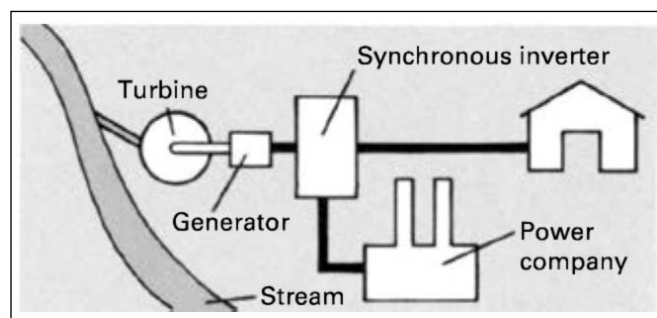 Synchronous inverter
Turbine
Generator
Power
company
Stream